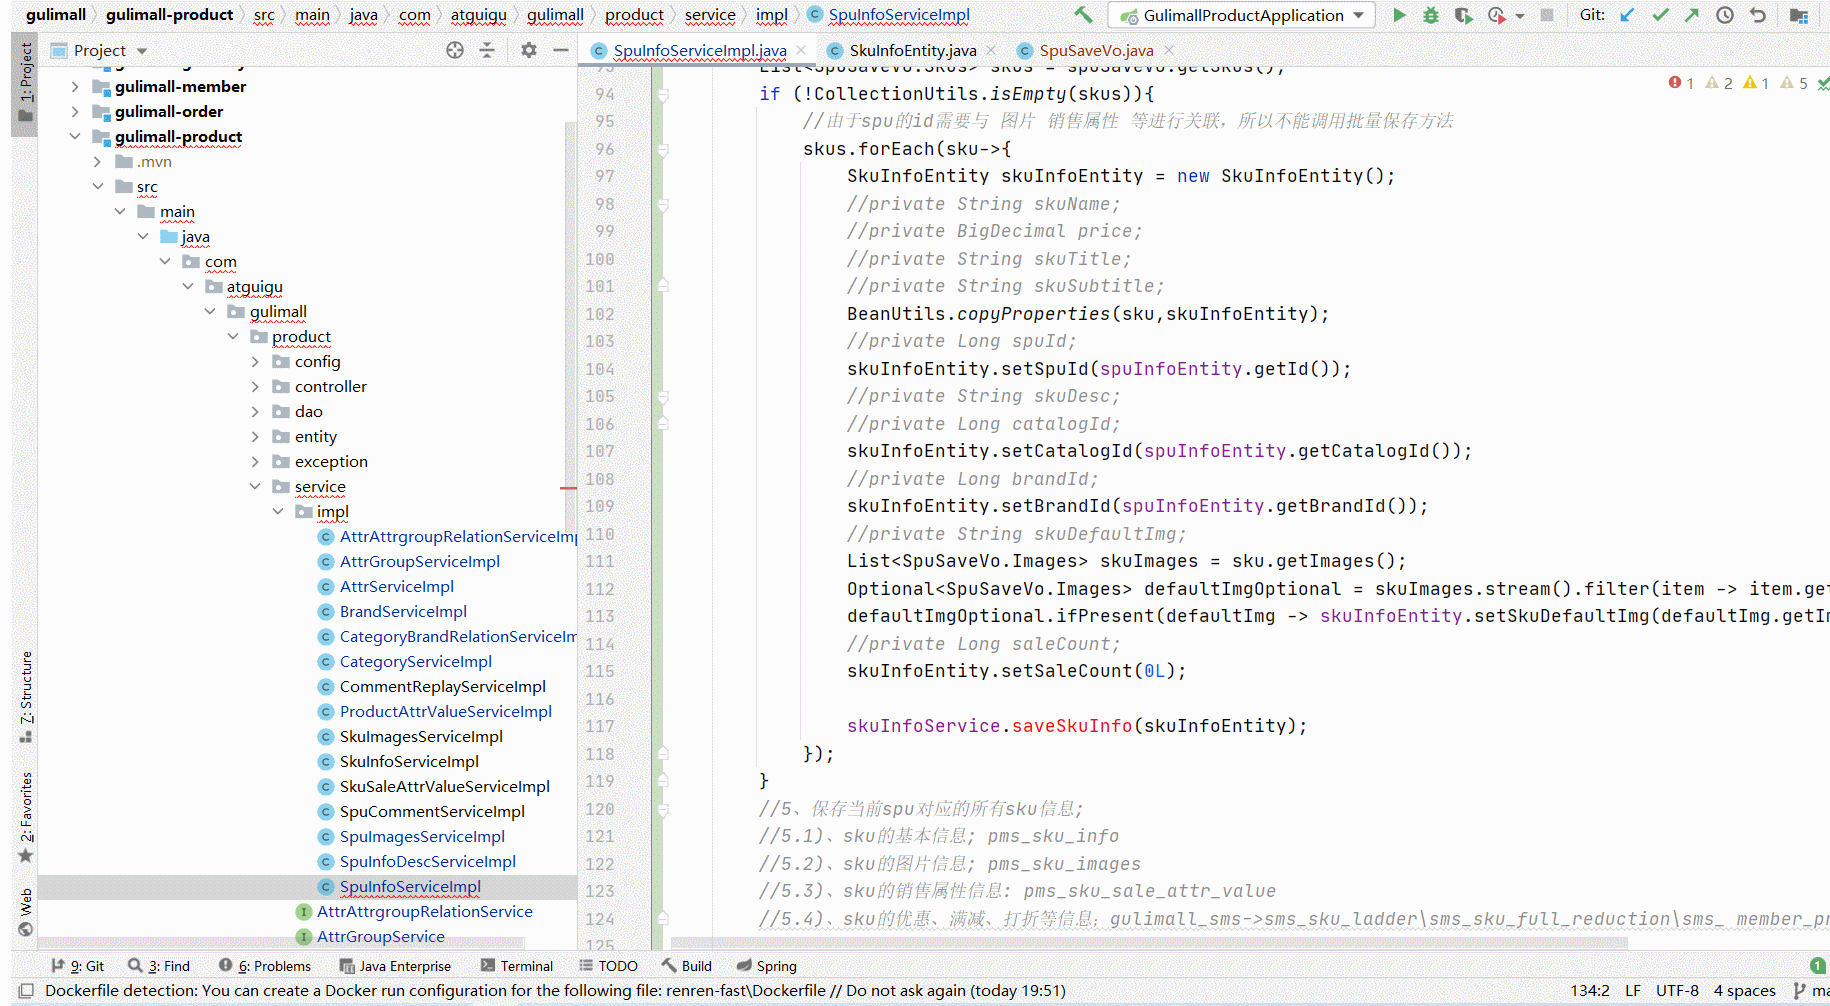 gulimall gulimall-product src main java com atguigu gulimall product service impl SpuInfoServiceImpl GulimallProductApplication Git:
1: Project
Project
SpuInfoServiceImpl.java SkuInfoEntity.java SpuSaveVo.java
1 2 1 5
gulimall-member
gulimall-order
gulimall-product
.mvn
src
main
java
com
atguigu
gulimall
product
config
controller
dao
entity
exception
service
impl
AttrAttrgroupRelationServiceImp
AttrGroupServiceImpl
AttrServiceImpl
BrandServiceImpl
CategoryBrandRelationServiceIm
CategoryServiceImpl
CommentReplayServiceImpl
ProductAttrValueServiceImpl
SkuImagesServiceImpl
SkuInfoServiceImpl
SkuSaleAttrValueServiceImpl
SpuCommentServiceImpl
SpuImagesServiceImpl
SpuInfoDescServiceImpl
SpuInfoServiceImpl
AttrAttrgroupRelationService
AttrGroupService
7: Structure
2: Favorites
Web
93 List<SpuSaveVo.Skus> skus = spuSaveVo.getSkus();
94 if (!CollectionUtils.isEmpty(skus)){
95 //由于spu的id需要与 图片 销售属性 等进行关联，所以不能调用批量保存方法
96 skus.forEach(sku->{
97 SkuInfoEntity skuInfoEntity = new SkuInfoEntity();
98 //private String skuName;
99 //private BigDecimal price;
100 //private String skuTitle;
101 //private String skuSubtitle;
102 BeanUtils.copyProperties(sku,skuInfoEntity);
103 //private Long spuId;
104 skuInfoEntity.setSpuId(spuInfoEntity.getId());
105 //private String skuDesc;
106 //private Long catalogId;
107 skuInfoEntity.setCatalogId(spuInfoEntity.getCatalogId());
108 //private Long brandId;
109 skuInfoEntity.setBrandId(spuInfoEntity.getBrandId());
110 //private String skuDefaultImg;
111 List<SpuSaveVo.Images> skuImages = sku.getImages();
112 Optional<SpuSaveVo.Images> defaultImgOptional = skuImages.stream().filter(item -> item.get
113 defaultImgOptional.ifPresent(defaultImg -> skuInfoEntity.setSkuDefaultImg(defaultImg.getIm
114 //private Long saleCount;
115 skuInfoEntity.setSaleCount(0L);
116
117 skuInfoService.saveSkuInfo(skuInfoEntity);
118 });
119 }
120 //5、保存当前spu对应的所有sku信息;
121 //5.1)、sku的基本信息; pms_sku_info
122 //5.2)、sku的图片信息; pms_sku_images
123 //5.3)、sku的销售属性信息: pms_sku_sale_attr_value
124 //5.4)、sku的优惠、满减、打折等信息; gulimall_sms->sms_sku_ladder\sms_sku_full_reduction\sms_ member_pr
125
9: Git 3: Find 6: Problems Java Enterprise Terminal TODO Build Spring 1
Dockerfile detection: You can create a Docker run configuration for the following file: renren-fast\Dockerfile // Do not ask again (today 19:51) 134:2 LF UTF-8 4 spaces ma